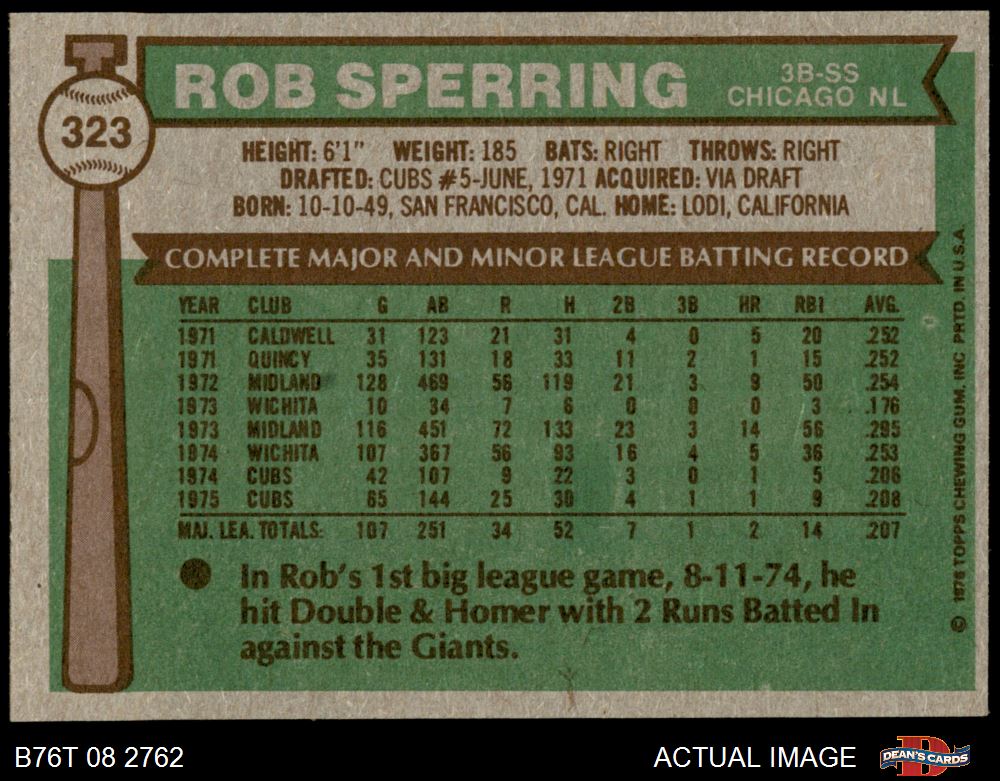 323
ROB SPERRING
3B-SS
CHICAGO NL
HEIGHT: 6'1" WEIGHT: 185 BATS: RIGHT THROWS: RIGHT
DRAFTED: CUBS #5-JUNE, 1971 ACQUIRED: VIA DRAFT
BORN: 10-10-49, SAN FRANCISCO, CAL. HOME: LODI, CALIFORNIA
COMPLETE MAJOR AND MINOR LEAGUE BATTING RECORD
YEAR CLUB G AB R H 2B 3B HR RBI AVG.
1971 CALDWELL 31 123 21 31 4 0 5 20 .252
1971 QUINCY 35 131 18 33 11 2 1 15 .252
1972 MIDLAND 128 469 56 119 21 3 9 50 .254
1973 WICHITA 10 34 7 6 0 0 0 3 .176
1973 MIDLAND 116 451 72 133 23 3 14 56 .295
1974 WICHITA 107 367 56 93 16 4 5 36 .253
1974 CUBS 42 107 9 22 3 0 1 5 .206
1975 CUBS 65 144 25 30 4 1 1 9 .208
MAJ. LEA. TOTALS: 107 251 34 52 7 1 2 14 .207
In Rob's 1st big league game, 8-11-74, he
hit Double & Homer with 2 Runs Batted In
against the Giants.
© 1976 TOPPS CHEWING GUM, INC. PRTD. IN U.S.A.
B76T 08 2762
ACTUAL IMAGE
DEAN'S CARDS